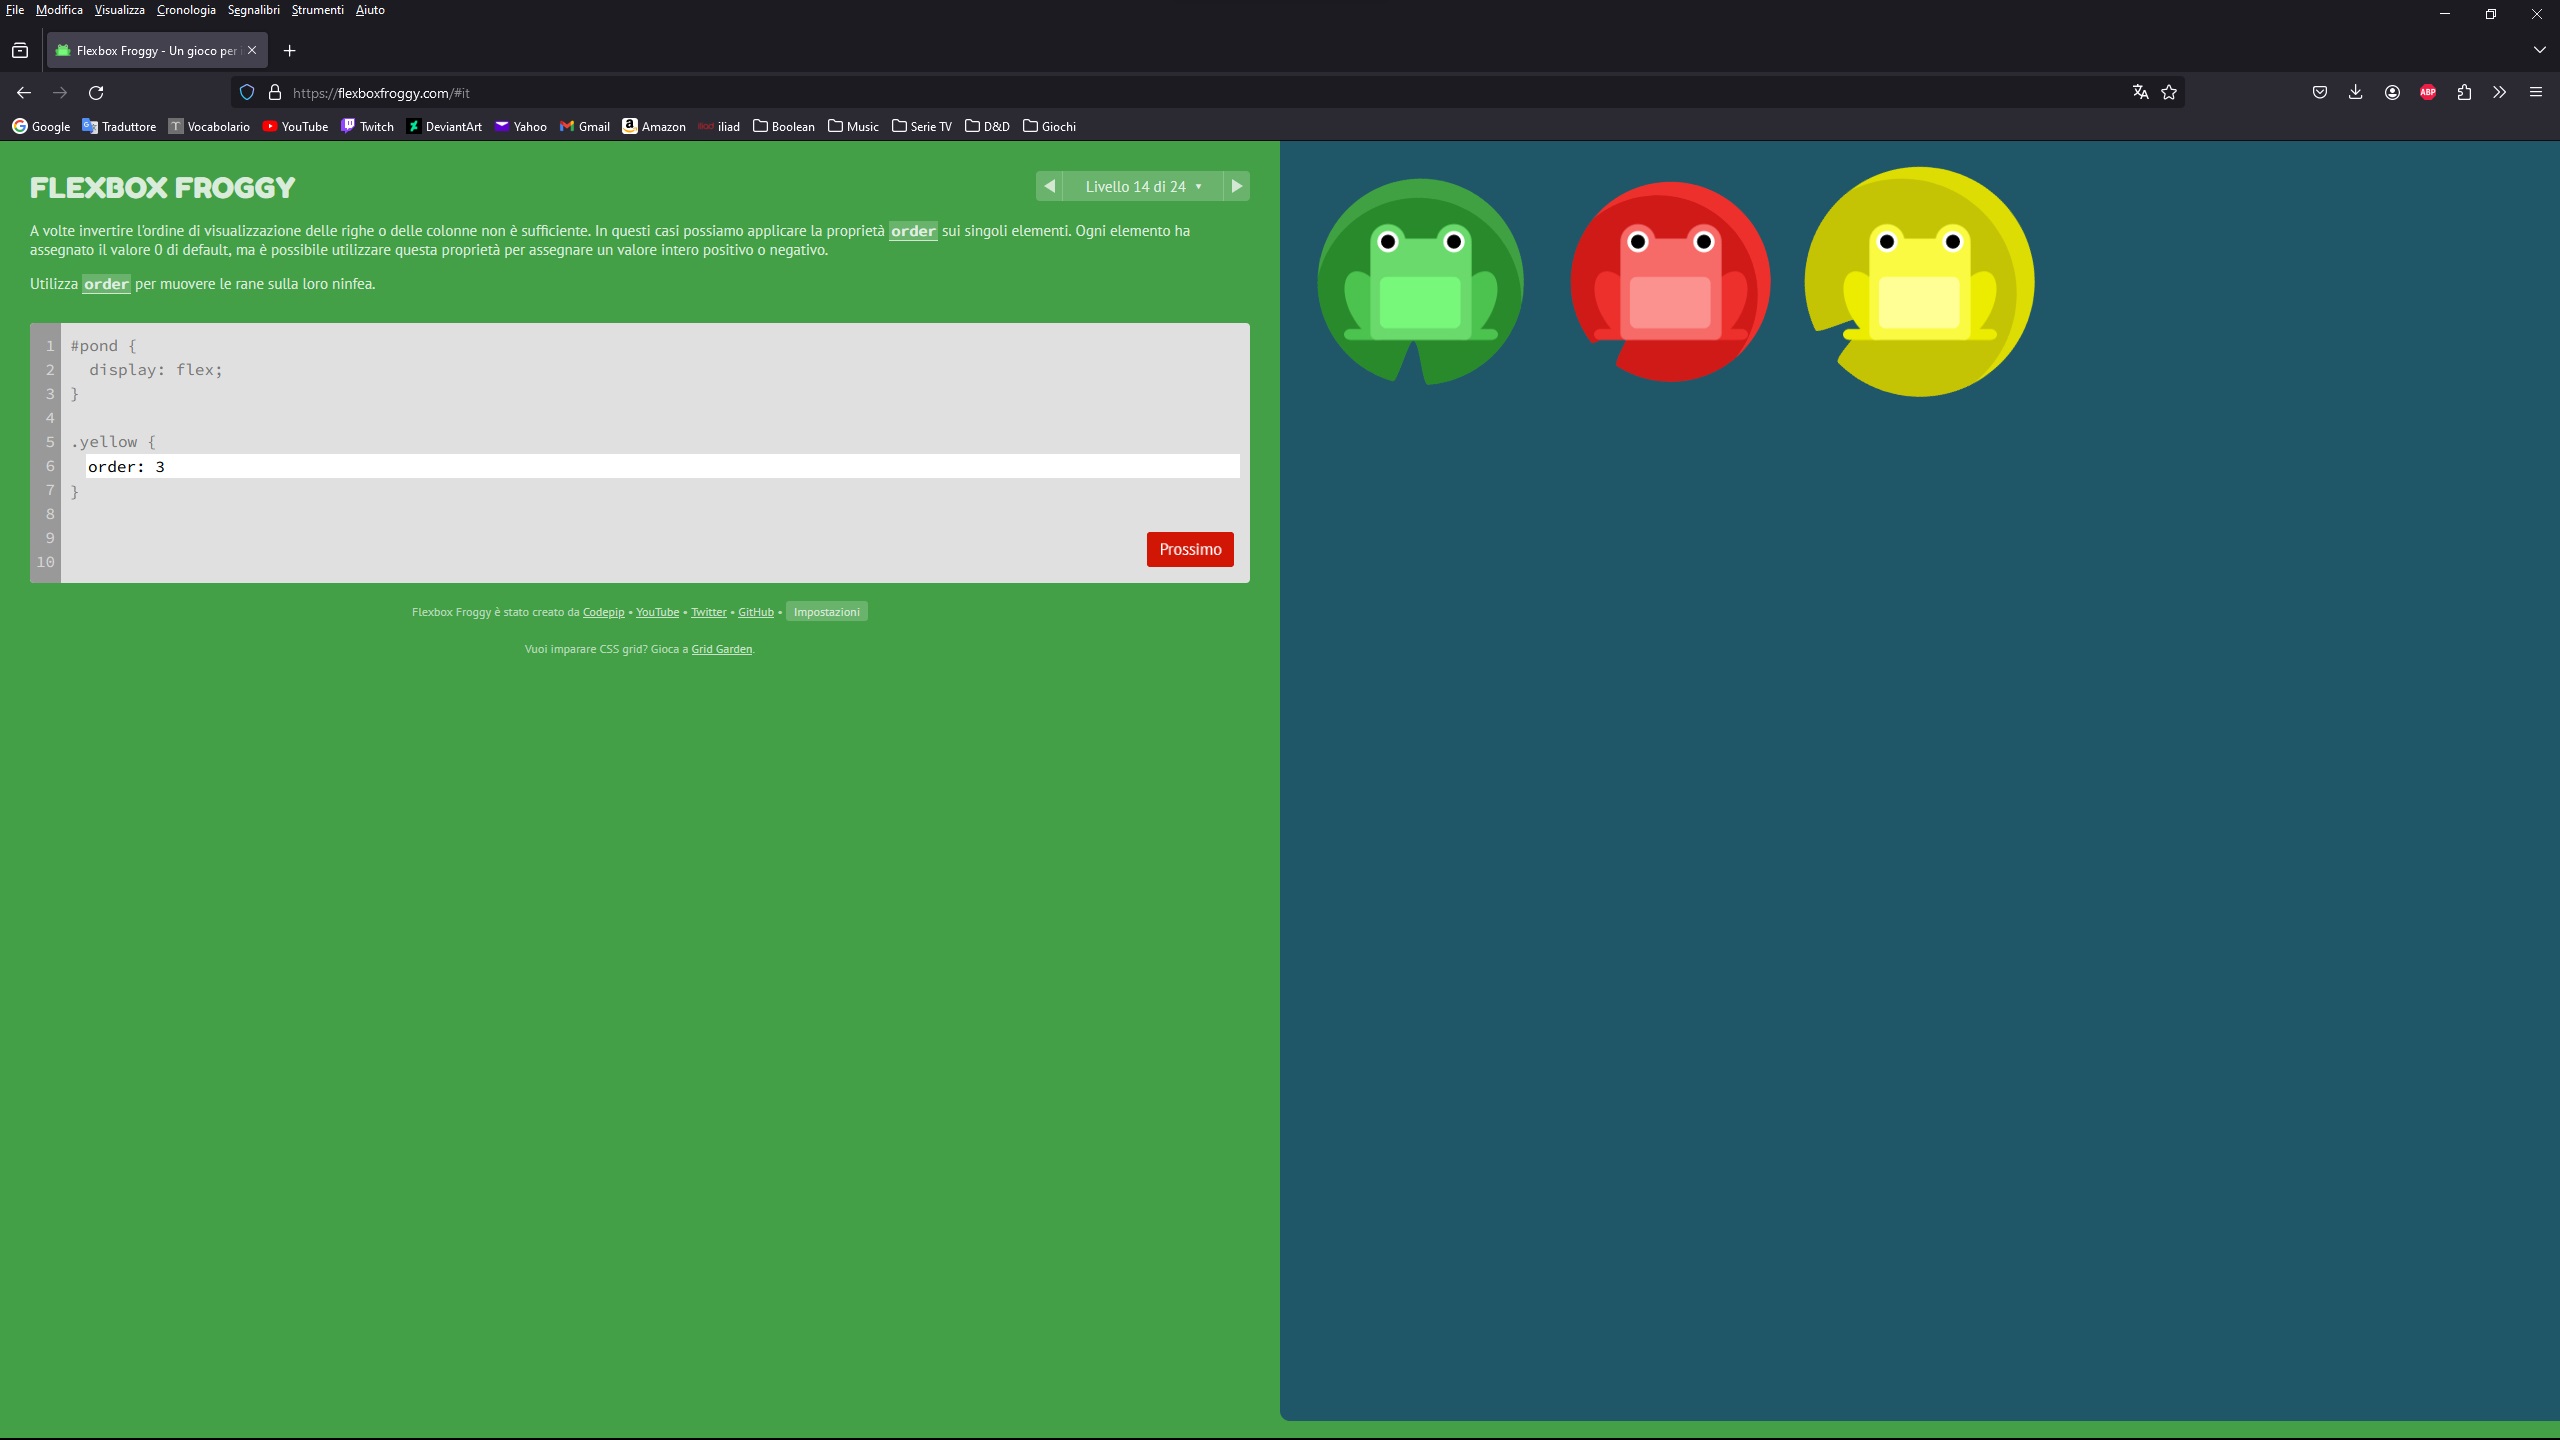 File Modifica Visualizza Cronologia Segnalibri Strumenti Aiuto
Flexbox Froggy - Un gioco per i
https://flexboxfroggy.com/#it
ABP
Google Traduttore T Vocabolario YouTube Twitch DeviantArt Yahoo Gmail Amazon iliad iliad Boolean Music Serie TV D&D Giochi
FLEXBOX FROGGY
Livello 14 di 24 ▾
A volte invertire l'ordine di visualizzazione delle righe o delle colonne non è sufficiente. In questi casi possiamo applicare la proprietà order sui singoli elementi. Ogni elemento ha
assegnato il valore 0 di default, ma è possibile utilizzare questa proprietà per assegnare un valore intero positivo o negativo.
Utilizza order per muovere le rane sulla loro ninfea.
1 #pond {
2 display: flex;
3 }
4
5 .yellow {
6 order: 3
7 }
8
9
10
Prossimo
Flexbox Froggy è stato creato da Codepip • YouTube • Twitter • GitHub • Impostazioni
Vuoi imparare CSS grid? Gioca a Grid Garden.